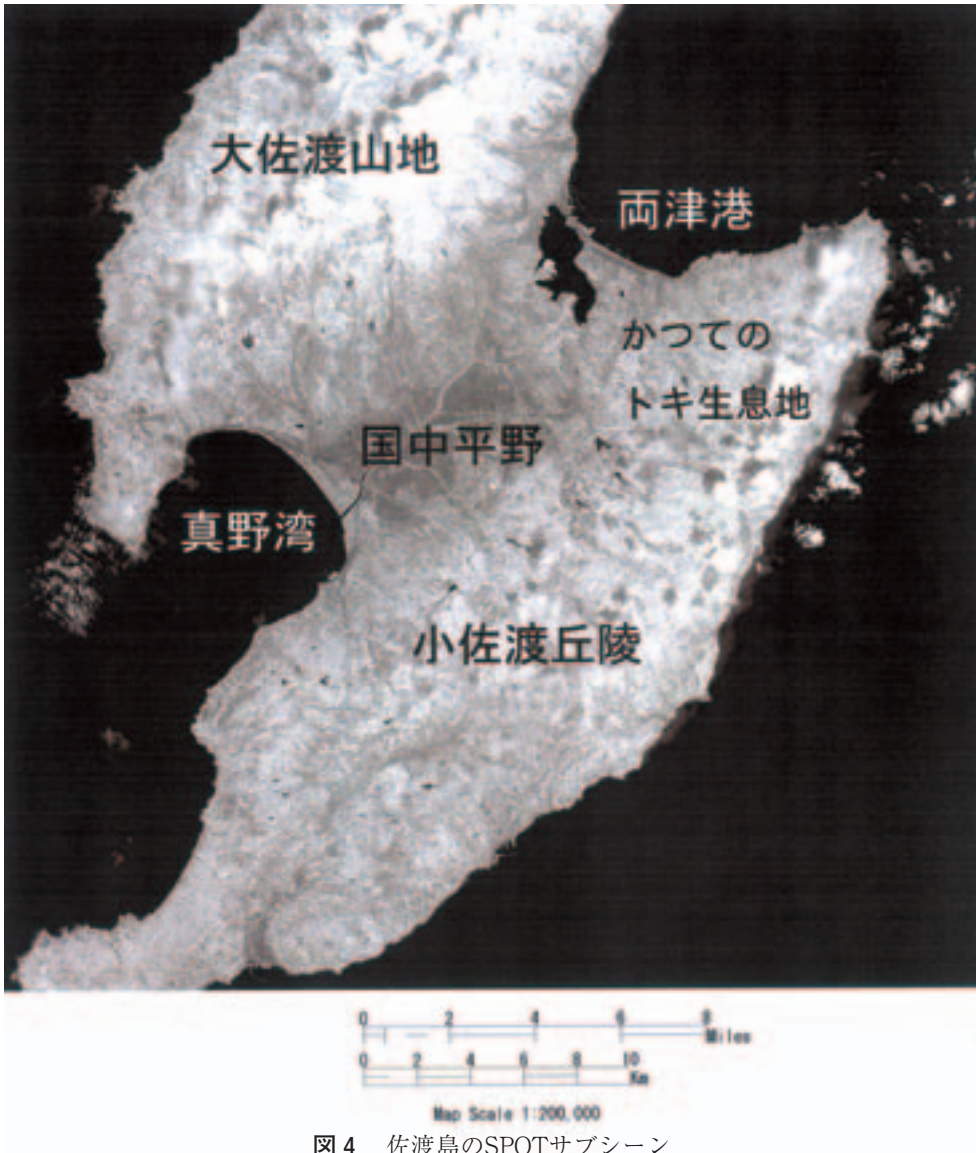 大佐渡山地
両津港
かつての
トキ生息地
国中平野
真野湾
小佐渡丘陵
0 2 4 6 8
Miles
0 2 4 6 8 10
Km
Map Scale 1:200,000
図4 佐渡島のSPOTサブシーン